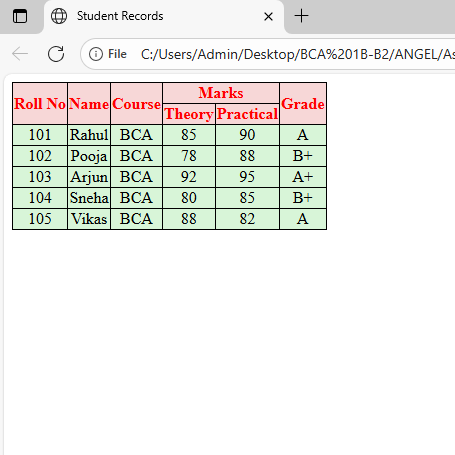 Student Records
File C:/Users/Admin/Desktop/BCA%201B-B2/ANGEL/As
Roll No Name Course Marks Grade
Theory Practical
101 Rahul BCA 85 90 A
102 Pooja BCA 78 88 B+
103 Arjun BCA 92 95 A+
104 Sneha BCA 80 85 B+
105 Vikas BCA 88 82 A